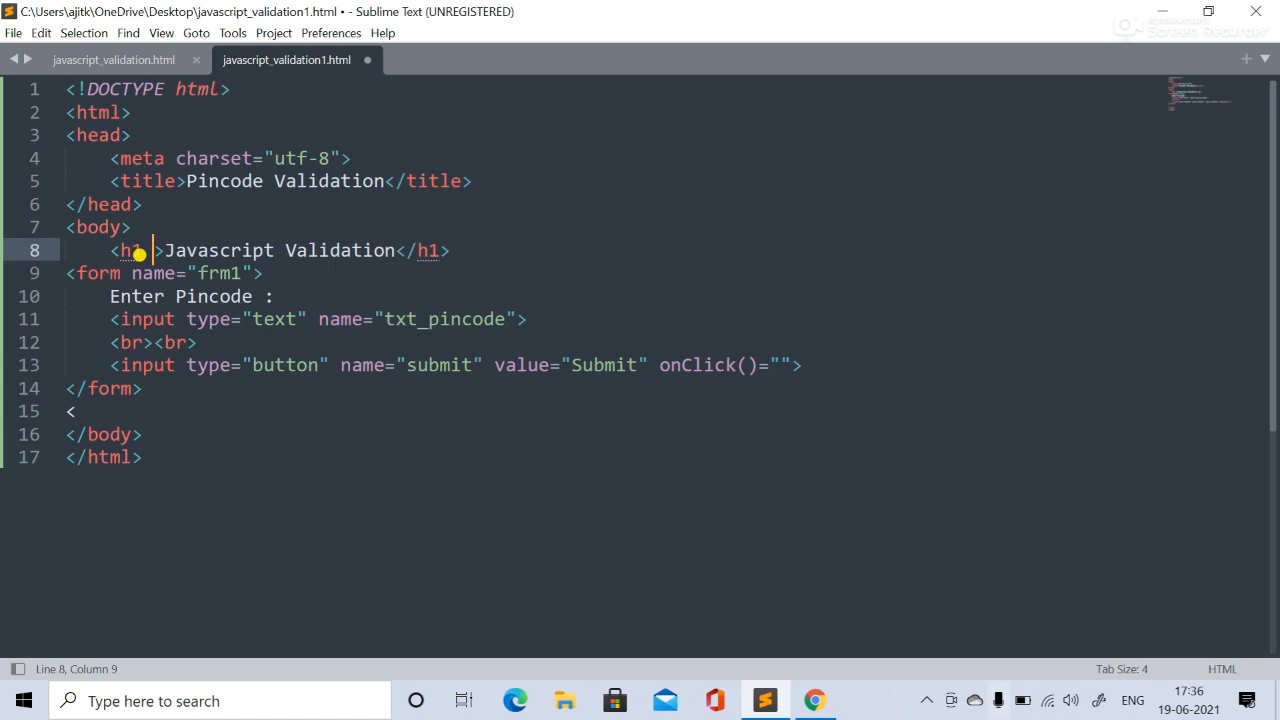 C:\Users\ajitk\OneDrive\Desktop\javascript_validation1.html • - Sublime Text (UNREGISTERED)
File Edit Selection Find View Goto Tools Project Preferences Help
Apowersoft
Screen Recorder
javascript_validation.html × javascript_validation1.html
1 <!DOCTYPE html>
2 <html>
3 <head>
4 <meta charset="utf-8">
5 <title>Pincode Validation</title>
6 </head>
7 <body>
8 <h1 >Javascript Validation</h1>
9 <form name="frm1">
10 Enter Pincode :
11 <input type="text" name="txt_pincode">
12 <br><br>
13 <input type="button" name="submit" value="Submit" onClick()="">
14 </form>
15 <
16 </body>
17 </html>
Line 8, Column 9 Tab Size: 4 HTML
Type here to search
ENG
17:36
19-06-2021